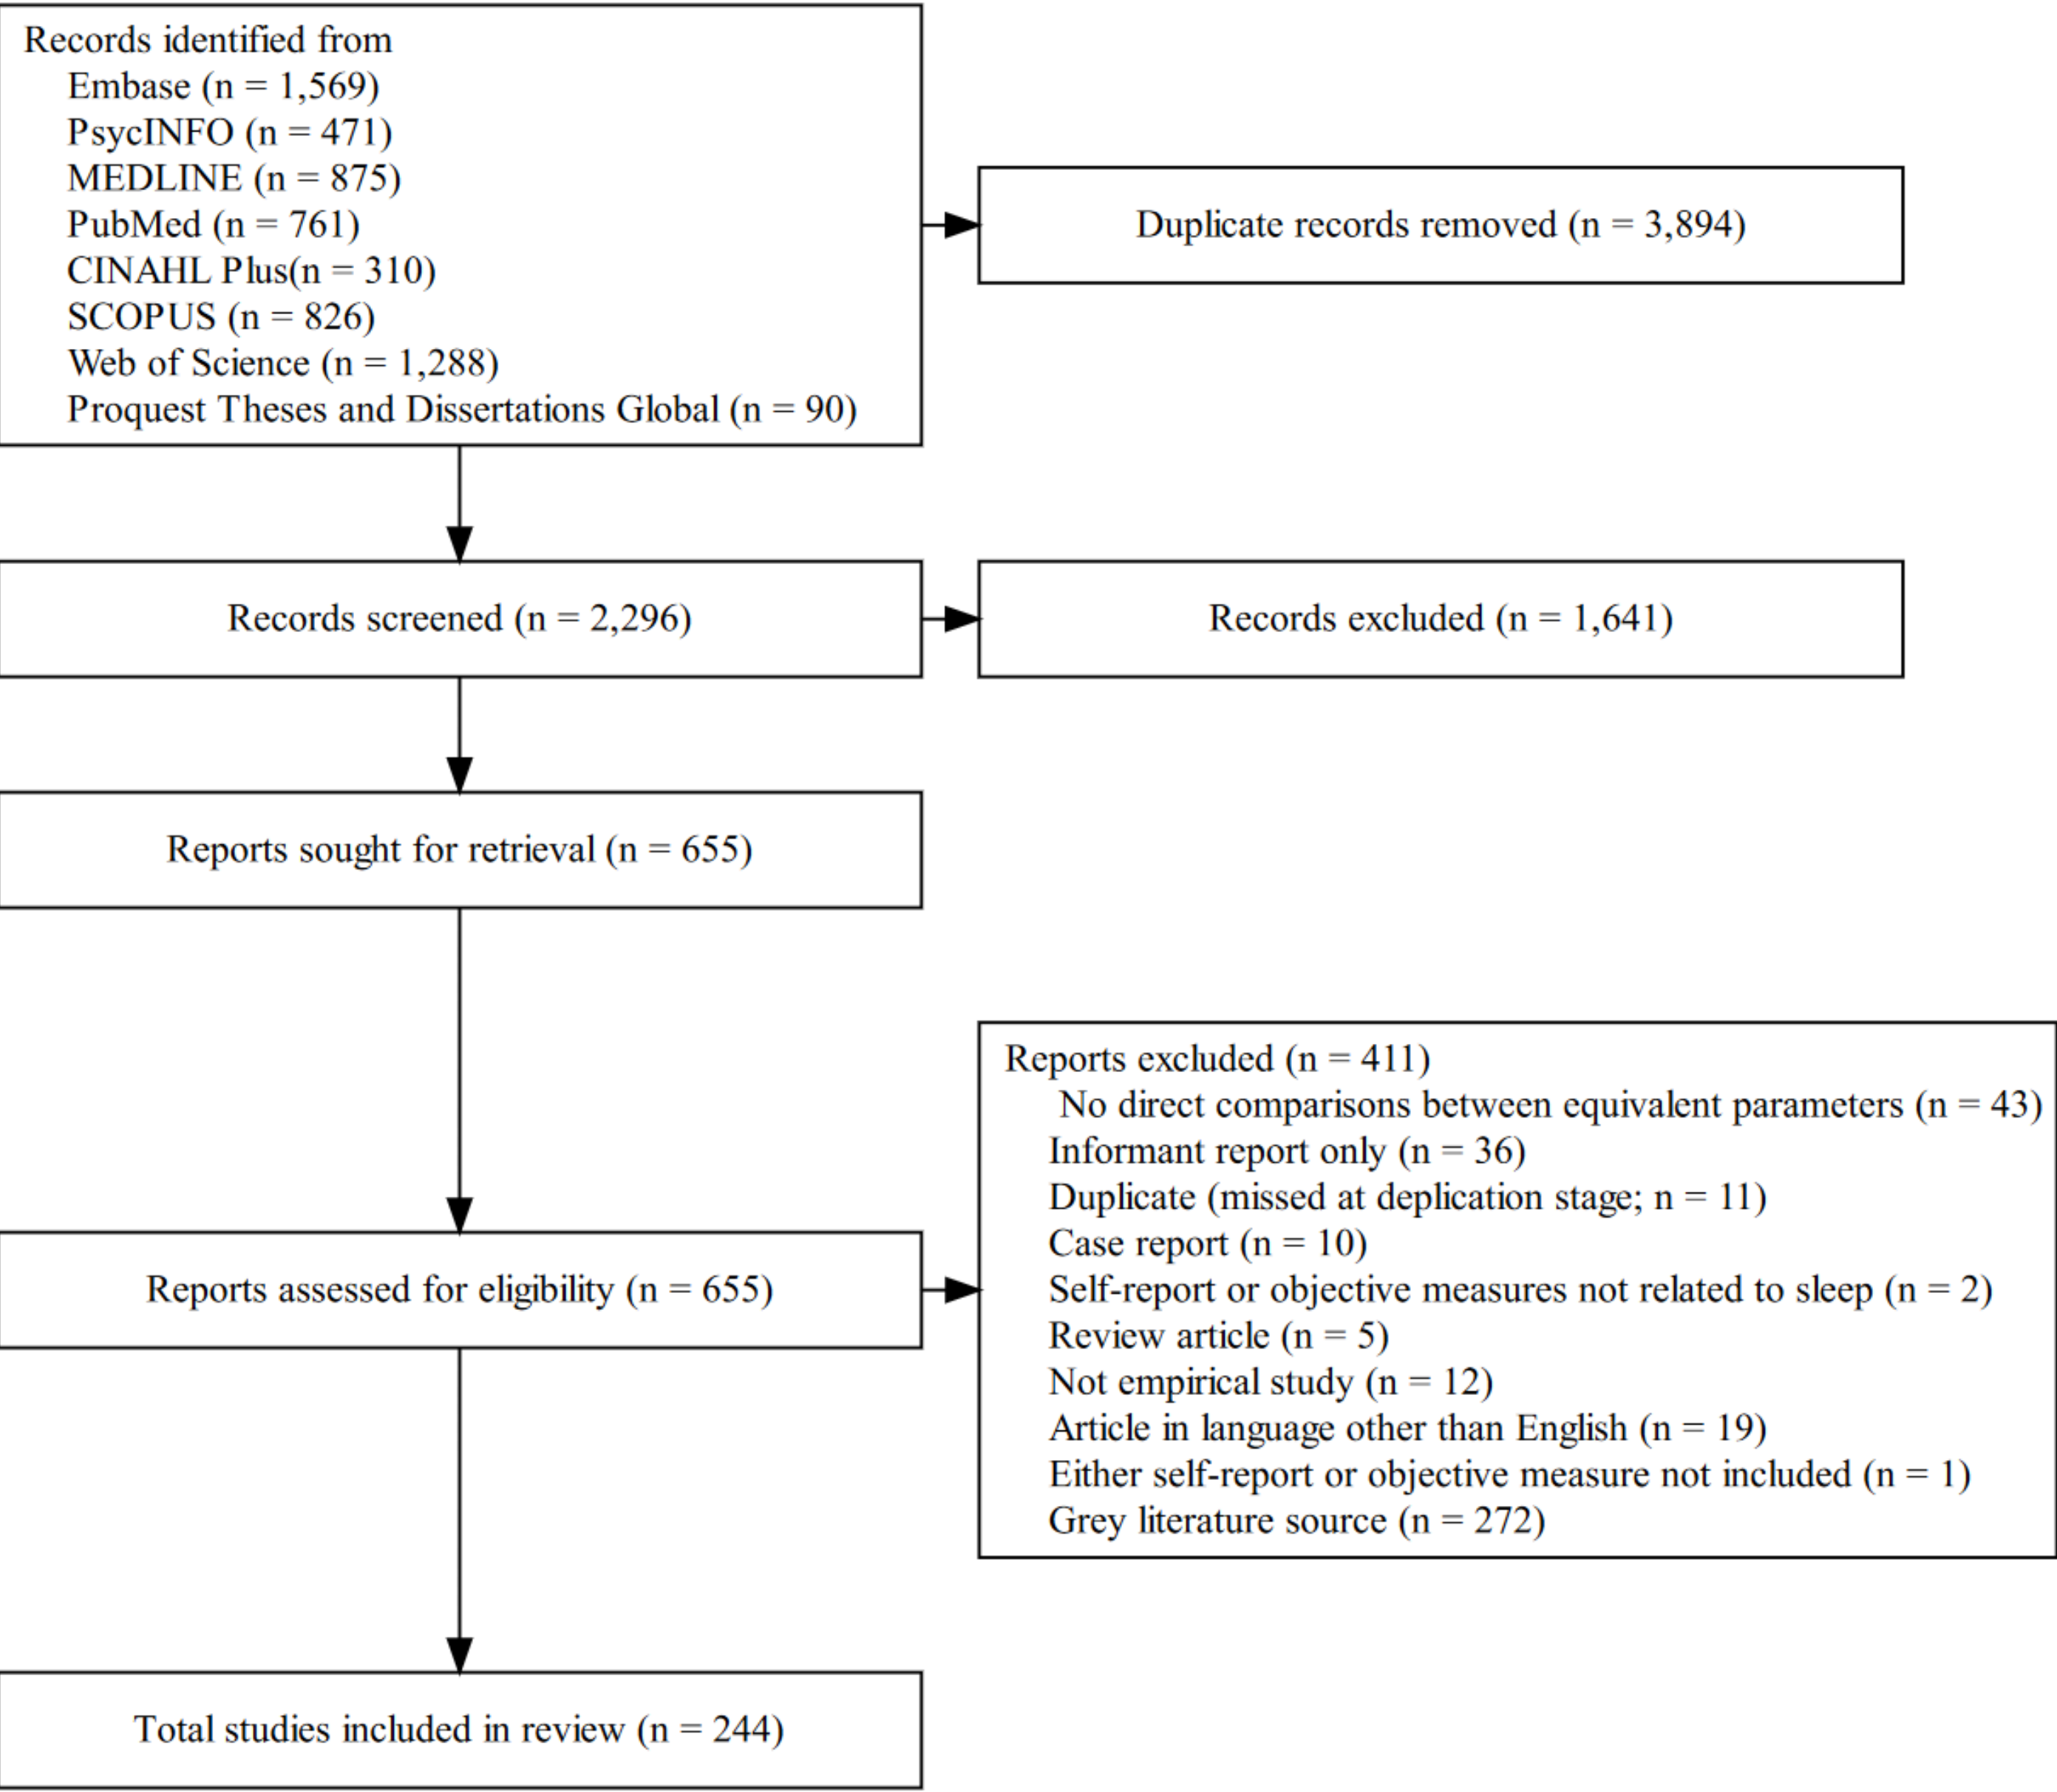 Records identified from
Embase (n = 1,569)
PsycINFO (n = 471)
MEDLINE (n = 875)
PubMed (n = 761)
CINAHL Plus(n = 310)
SCOPUS (n = 826)
Web of Science (n = 1,288)
Proquest Theses and Dissertations Global (n = 90)
Duplicate records removed (n = 3,894)
Records screened (n = 2,296)
Records excluded (n = 1,641)
Reports sought for retrieval (n = 655)
Reports assessed for eligibility (n = 655)
Reports excluded (n = 411)
No direct comparisons between equivalent parameters (n = 43)
Informant report only (n = 36)
Duplicate (missed at deplication stage; n = 11)
Case report (n = 10)
Self-report or objective measures not related to sleep (n = 2)
Review article (n = 5)
Not empirical study (n = 12)
Article in language other than English (n = 19)
Either self-report or objective measure not included (n = 1)
Grey literature source (n = 272)
Total studies included in review (n = 244)